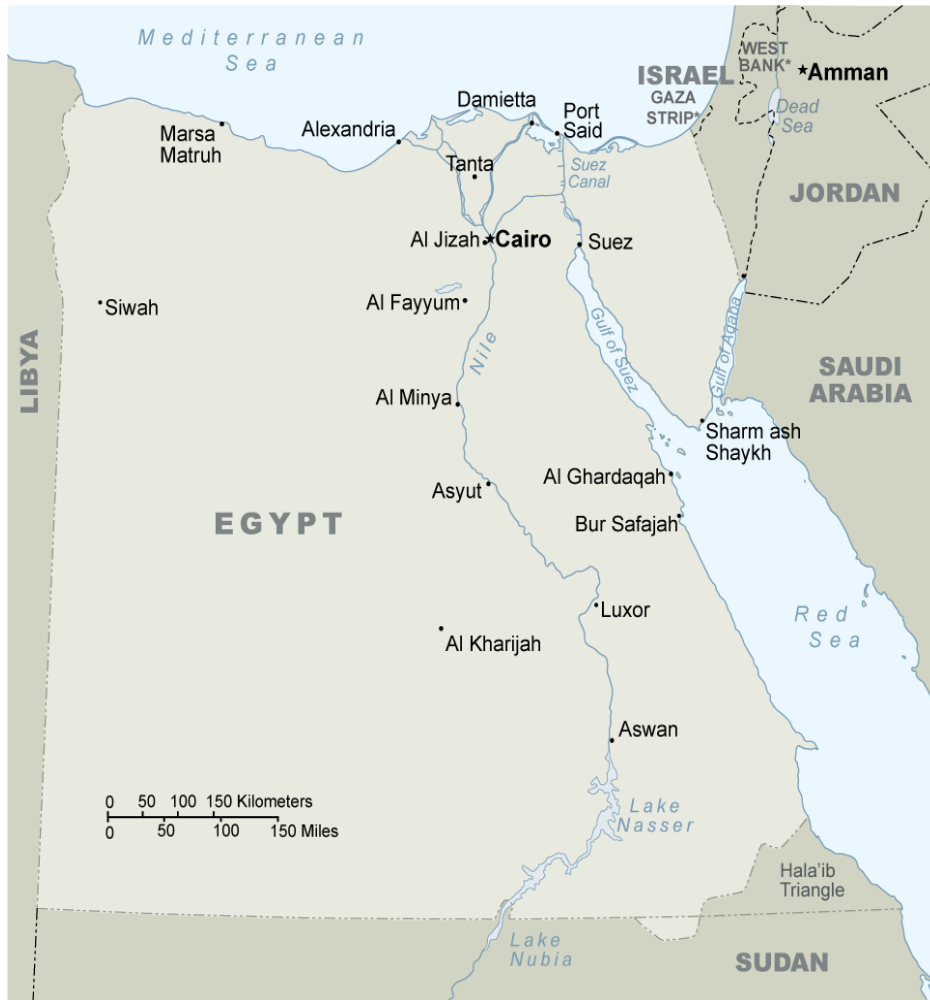 Mediterranean
Sea
WEST
BANK*
Amman
ISRAEL
GAZA
STRIP*
Dead
Sea
Damietta
Port
Said
Alexandria
Marsa
Matruh
Tanta
Suez
Canal
JORDAN
Al Jizah
Cairo
Suez
Siwah
Al Fayyum
Gulf of Suez
Gulf of Aqaba
Nile
LIBYA
SAUDI
ARABIA
Al Minya
Sharm ash
Shaykh
Al Ghardaqah
Asyut
EGYPT
Bur Safajah
Luxor
Red
Sea
Al Kharijah
Aswan
0 50 100 150 Kilometers
0 50 100 150 Miles
Lake
Nasser
Hala'ib
Triangle
Lake
Nubia
SUDAN